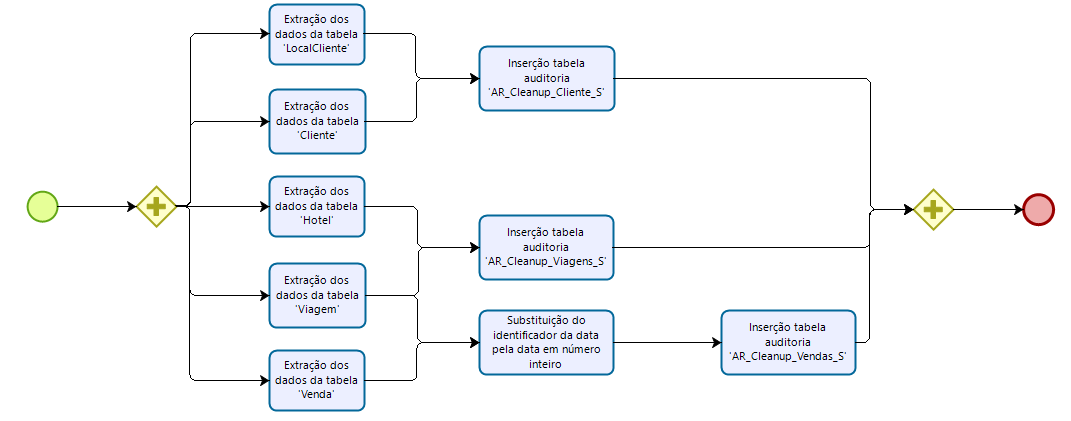 Extração dos
dados da tabela
'LocalCliente'
Extração dos
dados da tabela
'Cliente'
Inserção tabela
auditoria
'AR_Cleanup_Cliente_S'
Extração dos
dados da tabela
'Hotel'
Inserção tabela
auditoria
'AR_Cleanup_Viagens_S'
Extração dos
dados da tabela
'Viagem'
Substituição do
identificador da data
pela data em número
inteiro
Inserção tabela
auditoria
'AR_Cleanup_Vendas_S'
Extração dos
dados da tabela
'Venda'